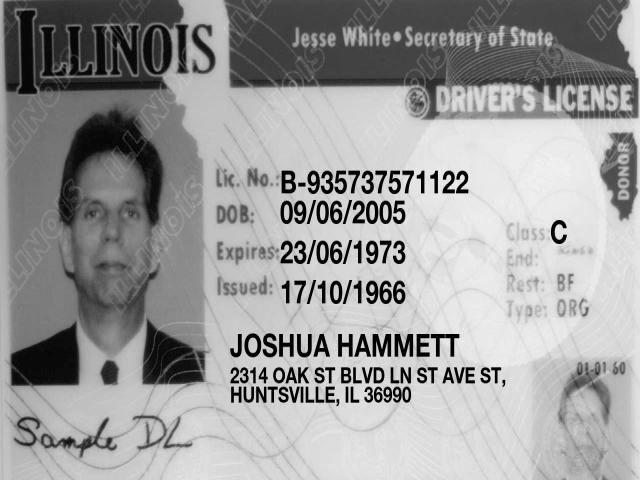 ILLINOIS
Jesse White•Secretary of State
DRIVER'S LICENSE
DONOR
Lic. No.: B-935737571122
DOB: 09/06/2005
Expires: 23/06/1973
Issued: 17/10/1966
Class: C
End:
Rest: BF
Type: ORG
JOSHUA HAMMETT
2314 OAK ST BLVD LN ST AVE ST,
HUNTSVILLE, IL 36990
01-01-60
Sample DL